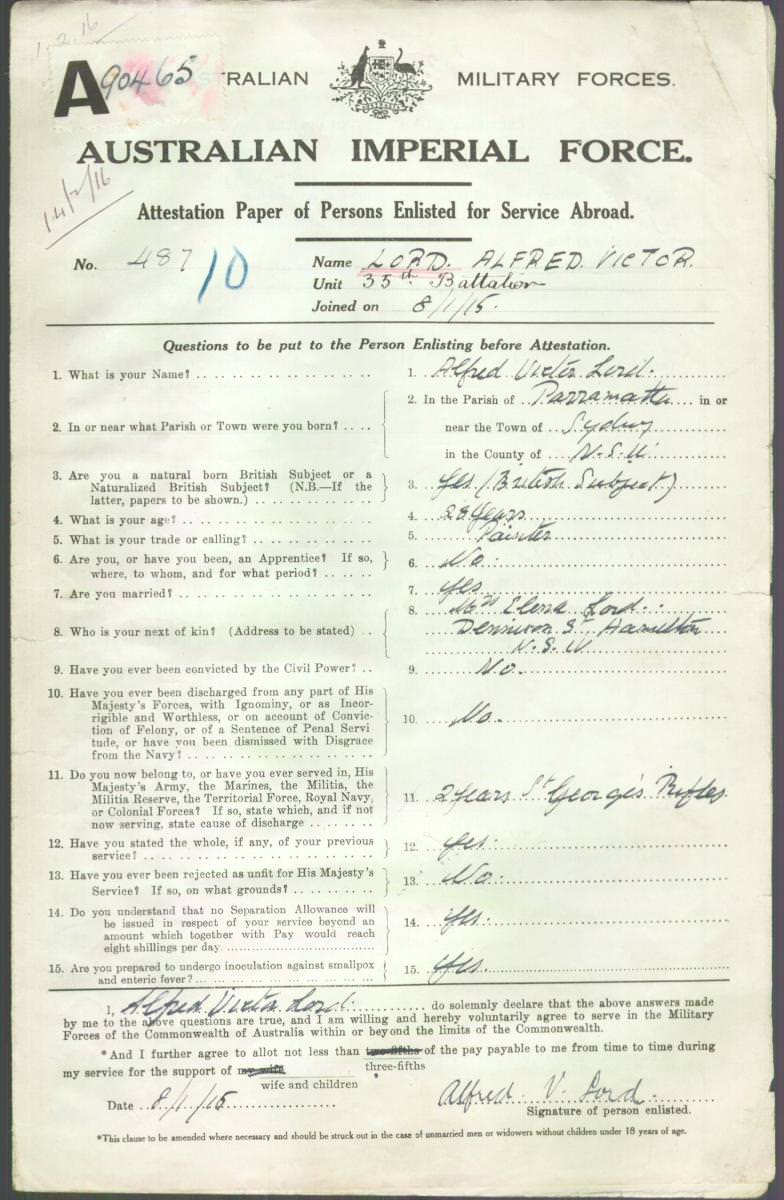 1.2.16
A 90465
TRALIAN MILITARY FORCES.
AUSTRALIAN IMPERIAL FORCE.
14/2/16
Attestation Paper of Persons Enlisted for Service Abroad.
No. 487 10 Name LORD. ALFRED. VICTOR.
Unit 35th Battalion
Joined on 8/1/15.
Questions to be put to the Person Enlisting before Attestation.
1. What is your Name? 1. Alfred Victor Lord.
2. In or near what Parish or Town were you born? 2. In the Parish of Parramatta in or
near the Town of Sydney
in the County of N.S.W.
3. Are you a natural born British Subject or a
Naturalized British Subject? (N.B.—If the
latter, papers to be shown.) 3. Yes (British Subject)
4. What is your age? 4. 28 years
5. What is your trade or calling? 5. Painter
6. Are you, or have you been, an Apprentice? If so,
where, to whom, and for what period? 6. No.
7. Are you married? 7. Yes
8. Who is your next of kin? (Address to be stated) 8. Mrs Elena Lord.
Dennison St Hamilton
N.S.W
9. Have you ever been convicted by the Civil Power? 9. No.
10. Have you ever been discharged from any part of His
Majesty's Forces, with Ignominy, or as Incor-
rigible and Worthless, or on account of Convic-
tion of Felony, or of a Sentence of Penal Servi
tude, or have you been dismissed with Disgrace
from the Navy? 10. No.
11. Do you now belong to, or have you ever served in, His
Majesty's Army, the Marines, the Militia, the
Militia Reserve, the Territorial Force, Royal Navy,
or Colonial Forces? If so, state which, and if not
now serving, state cause of discharge 11. 2 years St George's Rifles
12. Have you stated the whole, if any, of your previous
service? 12. Yes.
13. Have you ever been rejected as unfit for His Majesty's
Service? If so, on what grounds? 13. No.
14. Do you understand that no Separation Allowance will
be issued in respect of your service beyond an
amount which together with Pay would reach
eight shillings per day. 14. Yes.
15. Are you prepared to undergo inoculation against smallpox
and enteric fever? 15. Yes.
I, Alfred Victor Lord. do solemnly declare that the above answers made
by me to the above questions are true, and I am willing and hereby voluntarily agree to serve in the Military
Forces of the Commonwealth of Australia within or beyond the limits of the Commonwealth.
*And I further agree to allot not less than two-fifths of the pay payable to me from time to time during
three-fifths
my service for the support of my wife
wife and children
Date 8/1/15 Alfred V. Lord.
Signature of person enlisted.
*This clause to be amended where necessary and should be struck out in the case of unmarried men or widowers without children under 18 years of age.